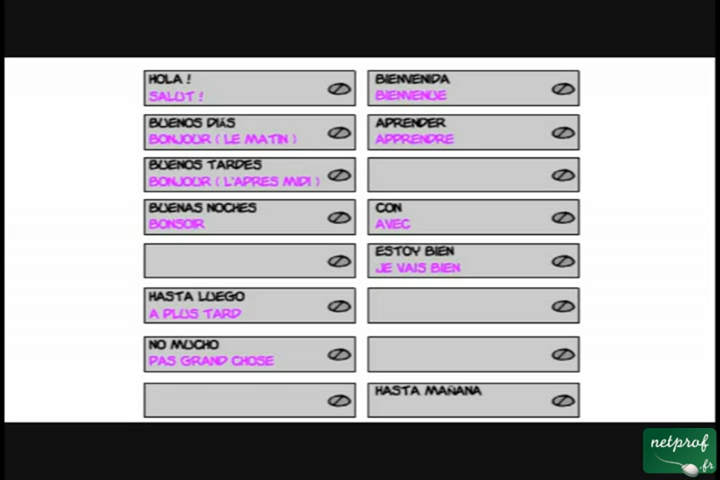 HOLA !
SALUT !
BUENOS DIÁS
BONJOUR ( LE MATIN )
BUENOS TARDES
BONJOUR ( L'APRES MIDI )
BUENAS NOCHES
BONSOIR
HASTA LUEGO
A PLUS TARD
NO MUCHO
PAS GRAND CHOSE
BIENVENIDA
BIENVENUE
APRENDER
APPRENDRE
CON
AVEC
ESTOY BIEN
JE VAIS BIEN
HASTA MAÑANA
netprof
.fr